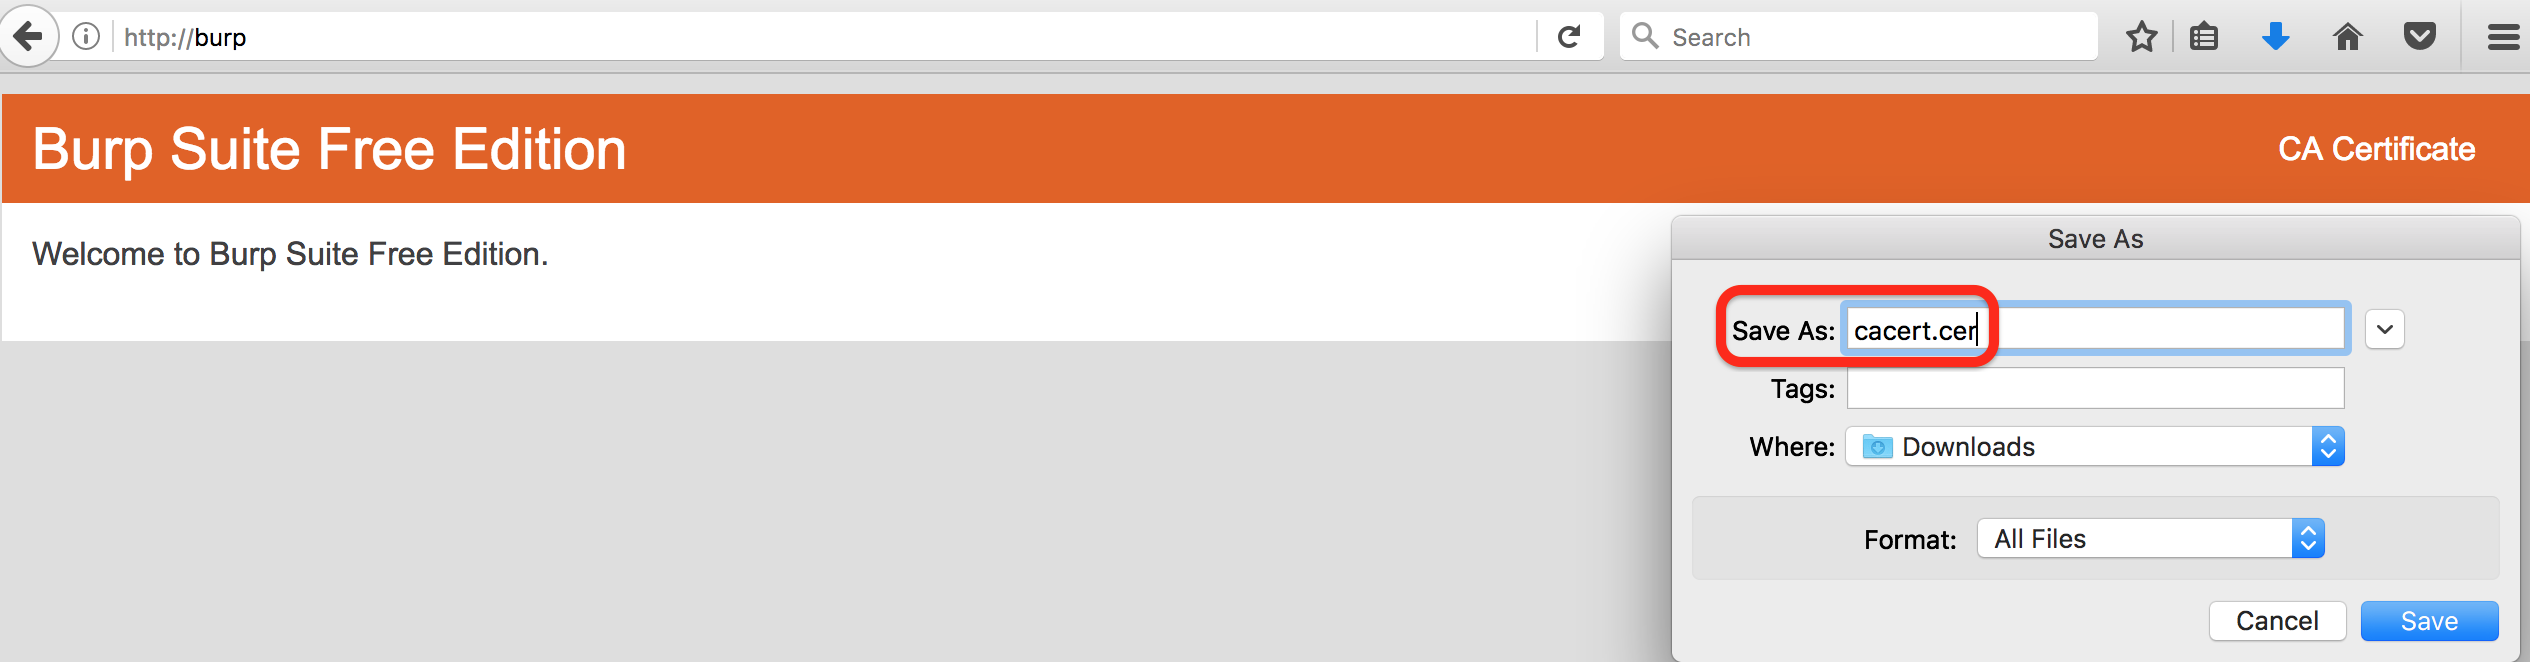 http://burp
Search
Burp Suite Free Edition
CA Certificate
Welcome to Burp Suite Free Edition.
Save As
Save As: cacert.cer
Tags:
Where: Downloads
Format: All Files
Cancel Save